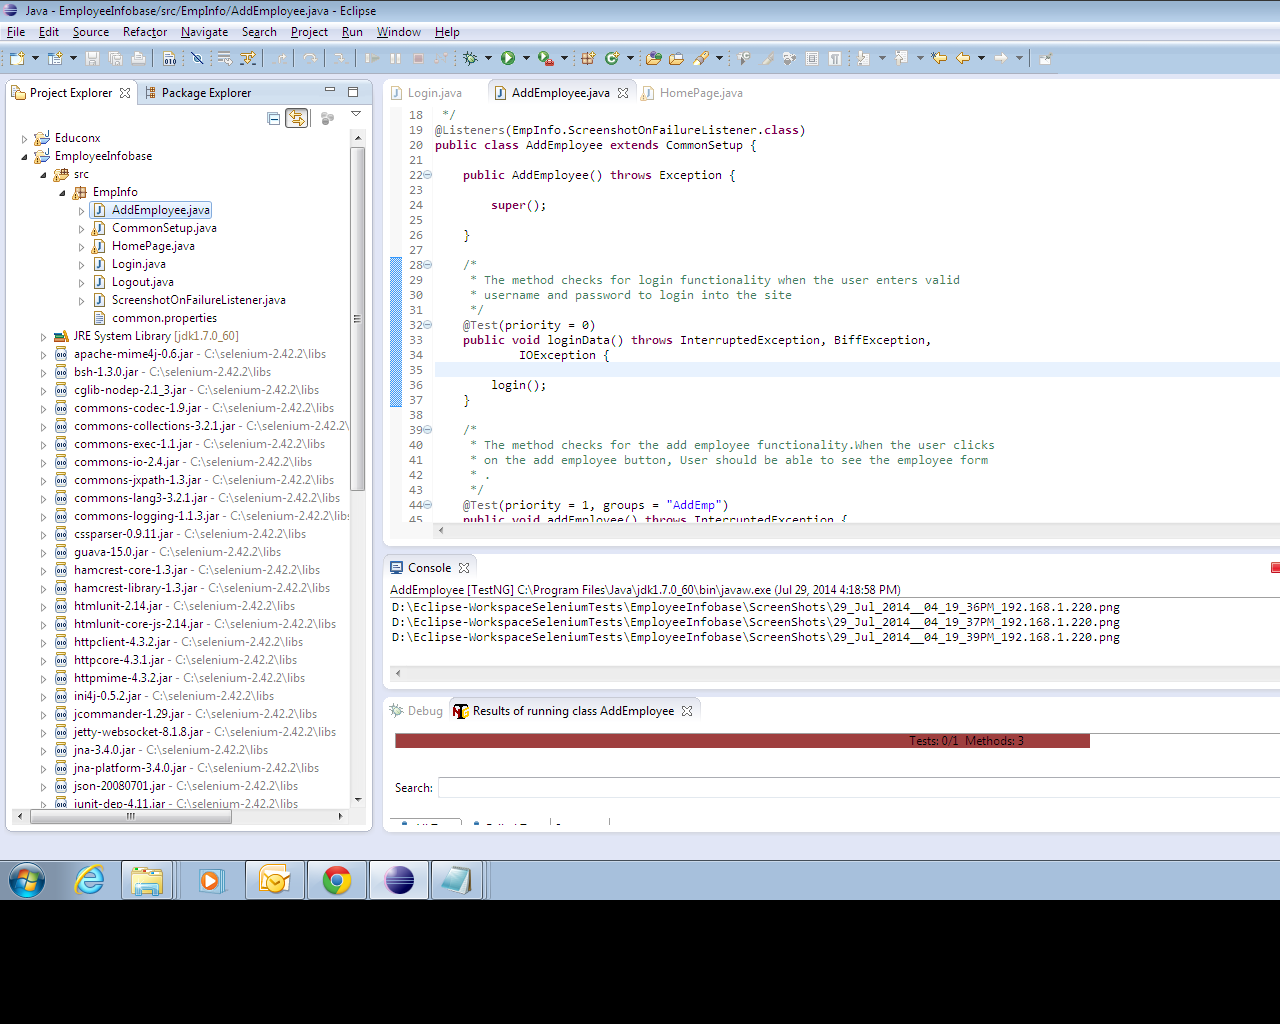 Java - EmployeeInfobase/src/EmpInfo/AddEmployee.java - Eclipse
File Edit Source Refactor Navigate Search Project Run Window Help
Project Explorer Package Explorer
Educonx
EmployeeInfobase
src
EmpInfo
AddEmployee.java
CommonSetup.java
HomePage.java
Login.java
Logout.java
ScreenshotOnFailureListener.java
common.properties
JRE System Library [jdk1.7.0_60]
apache-mime4j-0.6.jar - C:\selenium-2.42.2\libs
bsh-1.3.0.jar - C:\selenium-2.42.2\libs
cglib-nodep-2.1_3.jar - C:\selenium-2.42.2\libs
commons-codec-1.9.jar - C:\selenium-2.42.2\libs
commons-collections-3.2.1.jar - C:\selenium-2.42.2\
commons-exec-1.1.jar - C:\selenium-2.42.2\libs
commons-io-2.4.jar - C:\selenium-2.42.2\libs
commons-jxpath-1.3.jar - C:\selenium-2.42.2\libs
commons-lang3-3.2.1.jar - C:\selenium-2.42.2\libs
commons-logging-1.1.3.jar - C:\selenium-2.42.2\libs
cssparser-0.9.11.jar - C:\selenium-2.42.2\libs
guava-15.0.jar - C:\selenium-2.42.2\libs
hamcrest-core-1.3.jar - C:\selenium-2.42.2\libs
hamcrest-library-1.3.jar - C:\selenium-2.42.2\libs
htmlunit-2.14.jar - C:\selenium-2.42.2\libs
htmlunit-core-js-2.14.jar - C:\selenium-2.42.2\libs
httpclient-4.3.2.jar - C:\selenium-2.42.2\libs
httpcore-4.3.1.jar - C:\selenium-2.42.2\libs
httpmime-4.3.2.jar - C:\selenium-2.42.2\libs
ini4j-0.5.2.jar - C:\selenium-2.42.2\libs
jcommander-1.29.jar - C:\selenium-2.42.2\libs
jetty-websocket-8.1.8.jar - C:\selenium-2.42.2\libs
jna-3.4.0.jar - C:\selenium-2.42.2\libs
jna-platform-3.4.0.jar - C:\selenium-2.42.2\libs
json-20080701.jar - C:\selenium-2.42.2\libs
junit-dep-4.11.jar - C:\selenium-2.42.2\libs
Login.java AddEmployee.java HomePage.java
18 */
19 @Listeners(EmpInfo.ScreenshotOnFailureListener.class)
20 public class AddEmployee extends CommonSetup {
21
22 public AddEmployee() throws Exception {
23
24 super();
25
26 }
27
28 /*
29 * The method checks for login functionality when the user enters valid
30 * username and password to login into the site
31 */
32 @Test(priority = 0)
33 public void loginData() throws InterruptedException, BiffException,
34 IOException {
35
36 login();
37 }
38
39 /*
40 * The method checks for the add employee functionality.When the user clicks
41 * on the add employee button, User should be able to see the employee form
42 * .
43 */
44 @Test(priority = 1, groups = "AddEmp")
45 public void addEmployee() throws InterruptedException {
Console
AddEmployee [TestNG] C:\Program Files\Java\jdk1.7.0_60\bin\javaw.exe (Jul 29, 2014 4:18:58 PM)
D:\Eclipse-WorkspaceSeleniumTests\EmployeeInfobase\ScreenShots\29_Jul_2014__04_19_36PM_192.168.1.220.png
D:\Eclipse-WorkspaceSeleniumTests\EmployeeInfobase\ScreenShots\29_Jul_2014__04_19_37PM_192.168.1.220.png
D:\Eclipse-WorkspaceSeleniumTests\EmployeeInfobase\ScreenShots\29_Jul_2014__04_19_39PM_192.168.1.220.png
Debug Results of running class AddEmployee
Tests: 0/1 Methods: 3
Search: